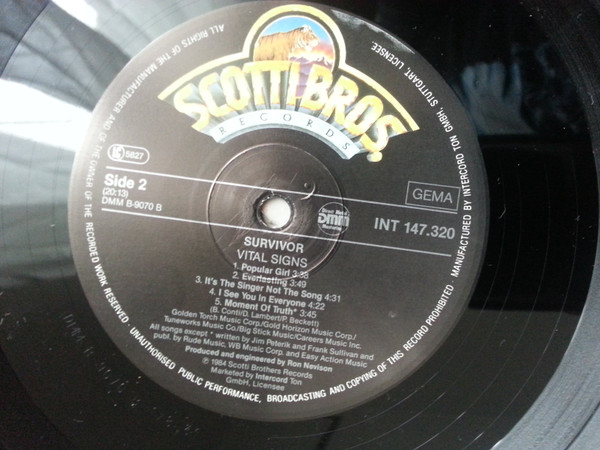 SCOTTI BROS.
RECORDS
LC 5827
Side 2
(20:13)
DMM B-9070 B
GEMA
INT 147.320
DMM
SURVIVOR
VITAL SIGNS
1. Popular Girl 3:38
2. Everlasting 3:49
3. It's The Singer Not The Song 4:31
4. I See You In Everyone 4:22
5. Moment Of Truth* 3:45
(B. Conti/D. Lambert/P. Beckett)
Golden Torch Music Corp./Gold Horizon Music Corp./
Tuneworks Music Co./Big Stick Music/Careers Music Inc.
All songs except * written by Jim Peterik and Frank Sullivan and
publ. by Rude Music, WB Music Corp. and Easy Action Music
Produced and engineered by Ron Nevison
℗ 1984 Scotti Brothers Records
Marketed by Intercord Ton
GmbH, Licensee
ALL RIGHTS OF THE MANUFACTURER AND OF THE OWNER OF THE RECORDED WORK RESERVED · UNAUTHORISED PUBLIC PERFORMANCE, BROADCASTING AND COPYING OF THIS RECORD PROHIBITED · MANUFACTURED BY INTERCORD TON GMBH, STUTTGART, LICENSEE